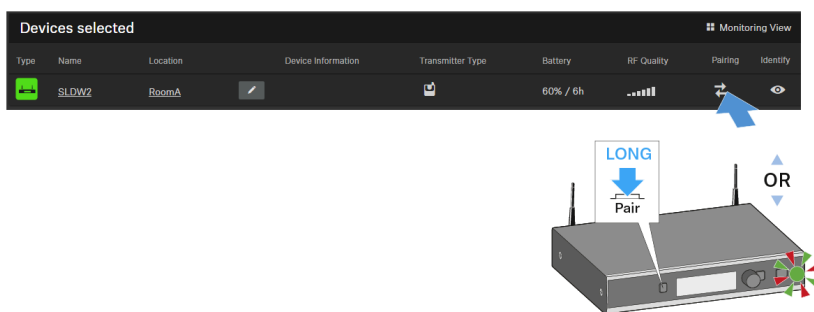 Devices selected
Monitoring View
Type Name Location Device Information Transmitter Type Battery RF Quality Pairing Identify
SLDW2 RoomA 60% / 6h
LONG
Pair
OR